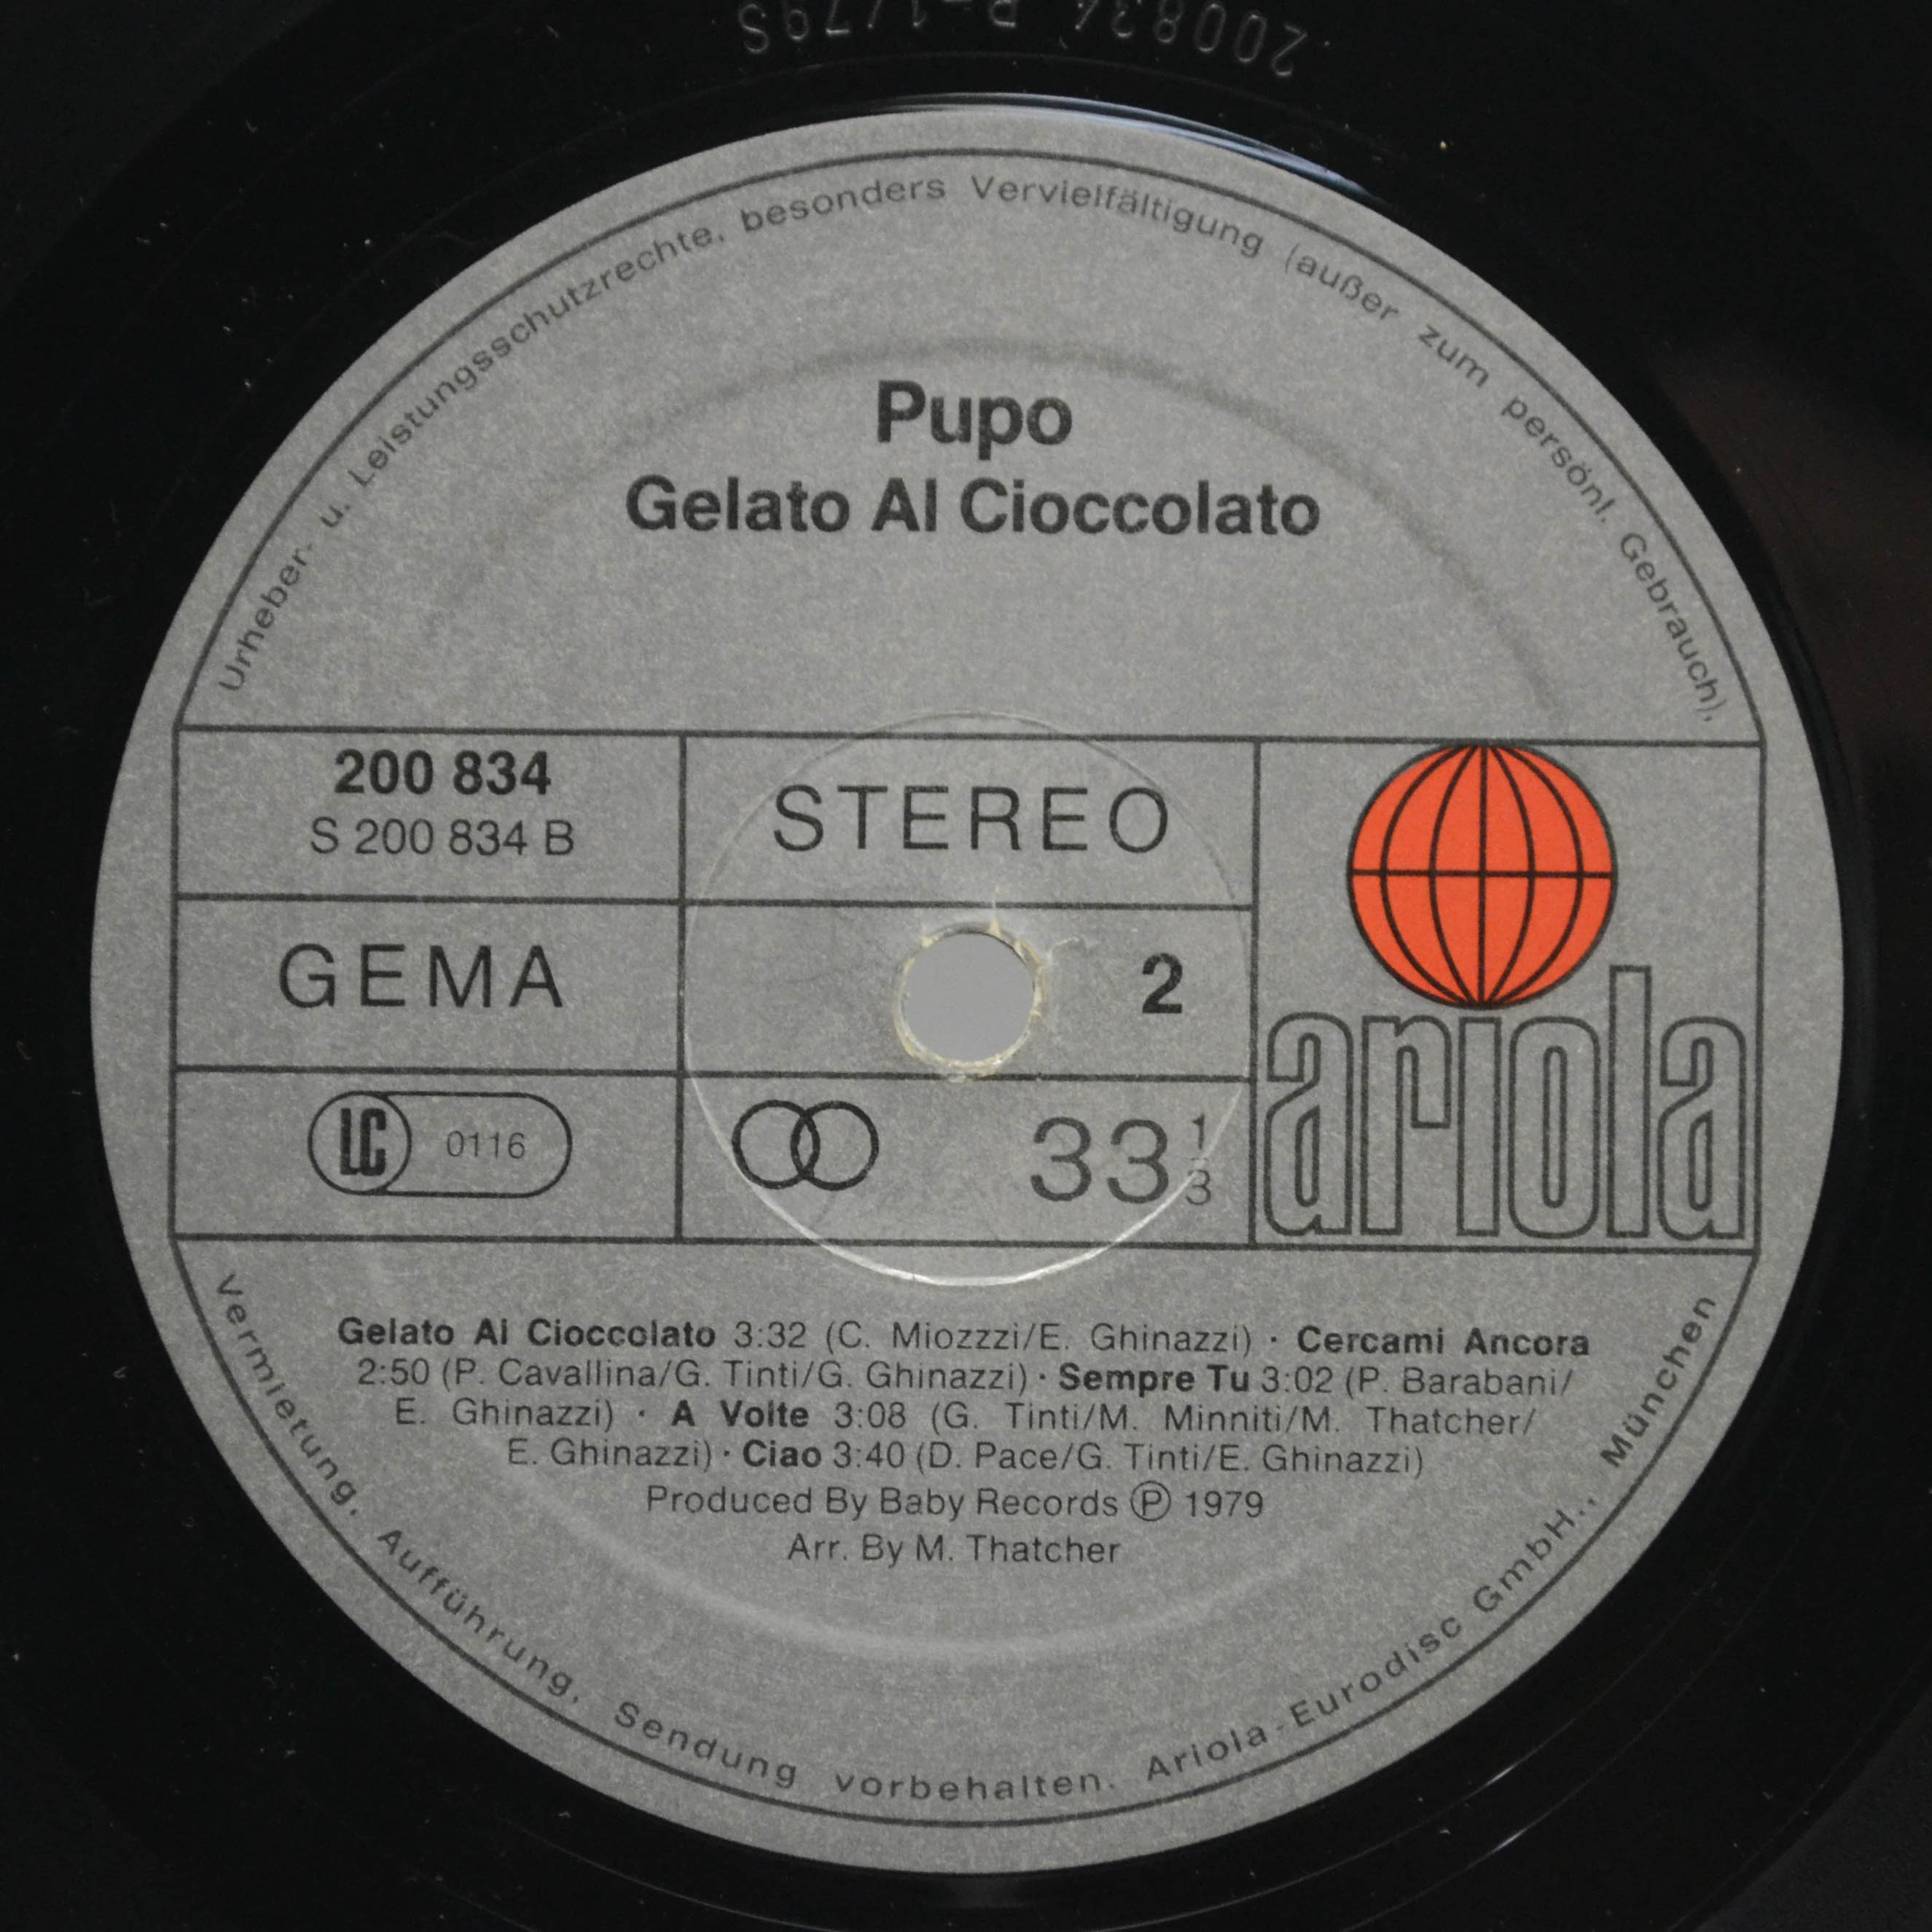 200834 B-1/79S
Urheber- u. Leistungsschutzrechte, besonders Vervielfältigung (außer zum persönl. Gebrauch),
Pupo
Gelato Al Cioccolato
200 834
S 200 834 B
STEREO
GEMA
2
LC 0116
33 1/3
ariola
Gelato Al Cioccolato 3:32 (C. Miozzzi/E. Ghinazzi) · Cercami Ancora
2:50 (P. Cavallina/G. Tinti/G. Ghinazzi) · Sempre Tu 3:02 (P. Barabani/
E. Ghinazzi) · A Volte 3:08 (G. Tinti/M. Minniti/M. Thatcher/
E. Ghinazzi) · Ciao 3:40 (D. Pace/G. Tinti/E. Ghinazzi)
Produced By Baby Records Ⓟ 1979
Arr. By M. Thatcher
Vermietung, Aufführung, Sendung vorbehalten. Ariola-Eurodisc GmbH., München